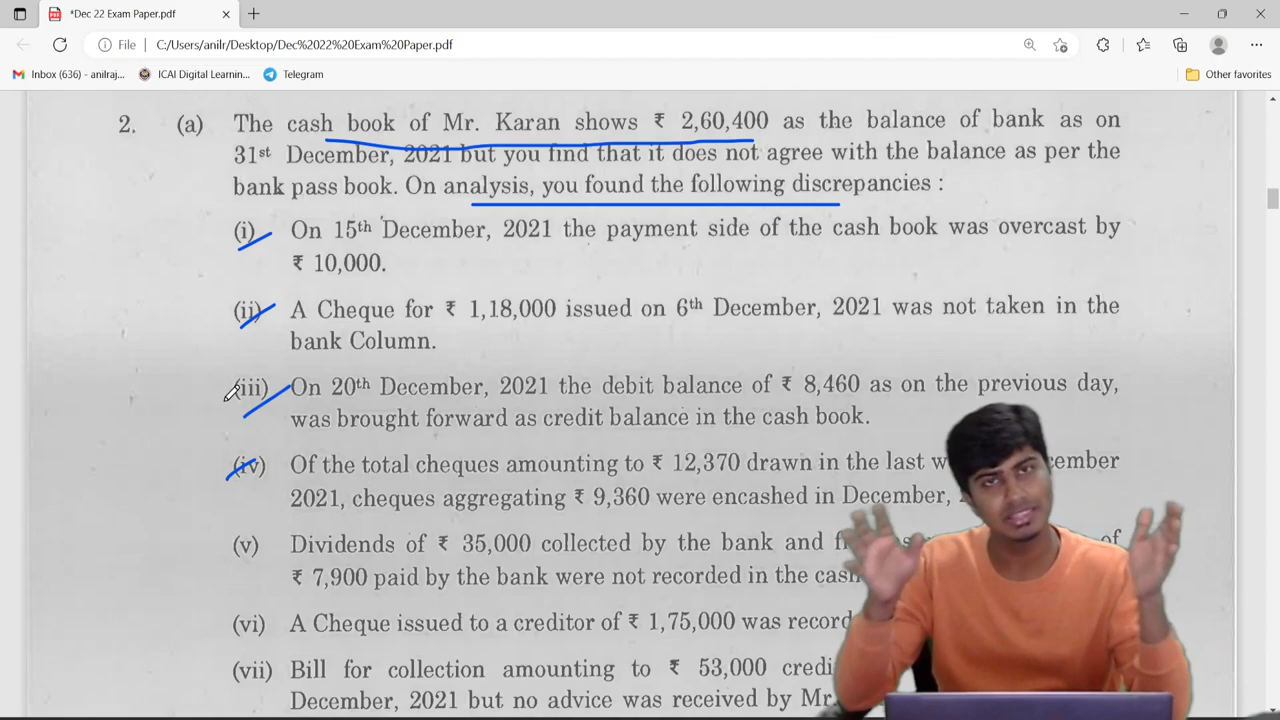 *Dec 22 Exam Paper.pdf
File
C:/Users/anilr/Desktop/Dec%2022%20Exam%20Paper.pdf
Inbox (636) - anilraj...
ICAI Digital Learnin...
Telegram
Other favorites
2. (a) The cash book of Mr. Karan shows ₹ 2,60,400 as the balance of bank as on
31st December, 2021 but you find that it does not agree with the balance as per the
bank pass book. On analysis, you found the following discrepancies :
(i) On 15th December, 2021 the payment side of the cash book was overcast by
₹ 10,000.
(ii) A Cheque for ₹ 1,18,000 issued on 6th December, 2021 was not taken in the
bank Column.
(iii) On 20th December, 2021 the debit balance of ₹ 8,460 as on the previous day,
was brought forward as credit balance in the cash book.
(iv) Of the total cheques amounting to ₹ 12,370 drawn in the last
2021, cheques aggregating ₹ 9,360 were encashed in December,
(v) Dividends of ₹ 35,000 collected by the bank and of
₹ 7,900 paid by the bank were not recorded in the
(vi) A Cheque issued to a creditor of ₹ 1,75,000 was
(vii) Bill for collection amounting to ₹ 53,000
December, 2021 but no advice was received by Mr.